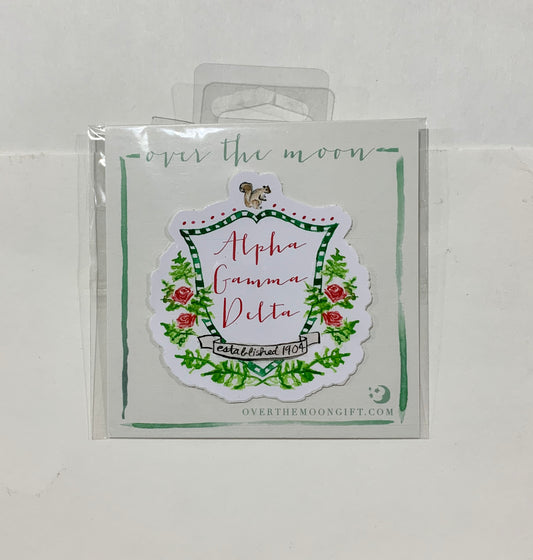 over the moon
Alpha
Gamma
Delta
established 1904
OVERTHEMOONGIFT.COM